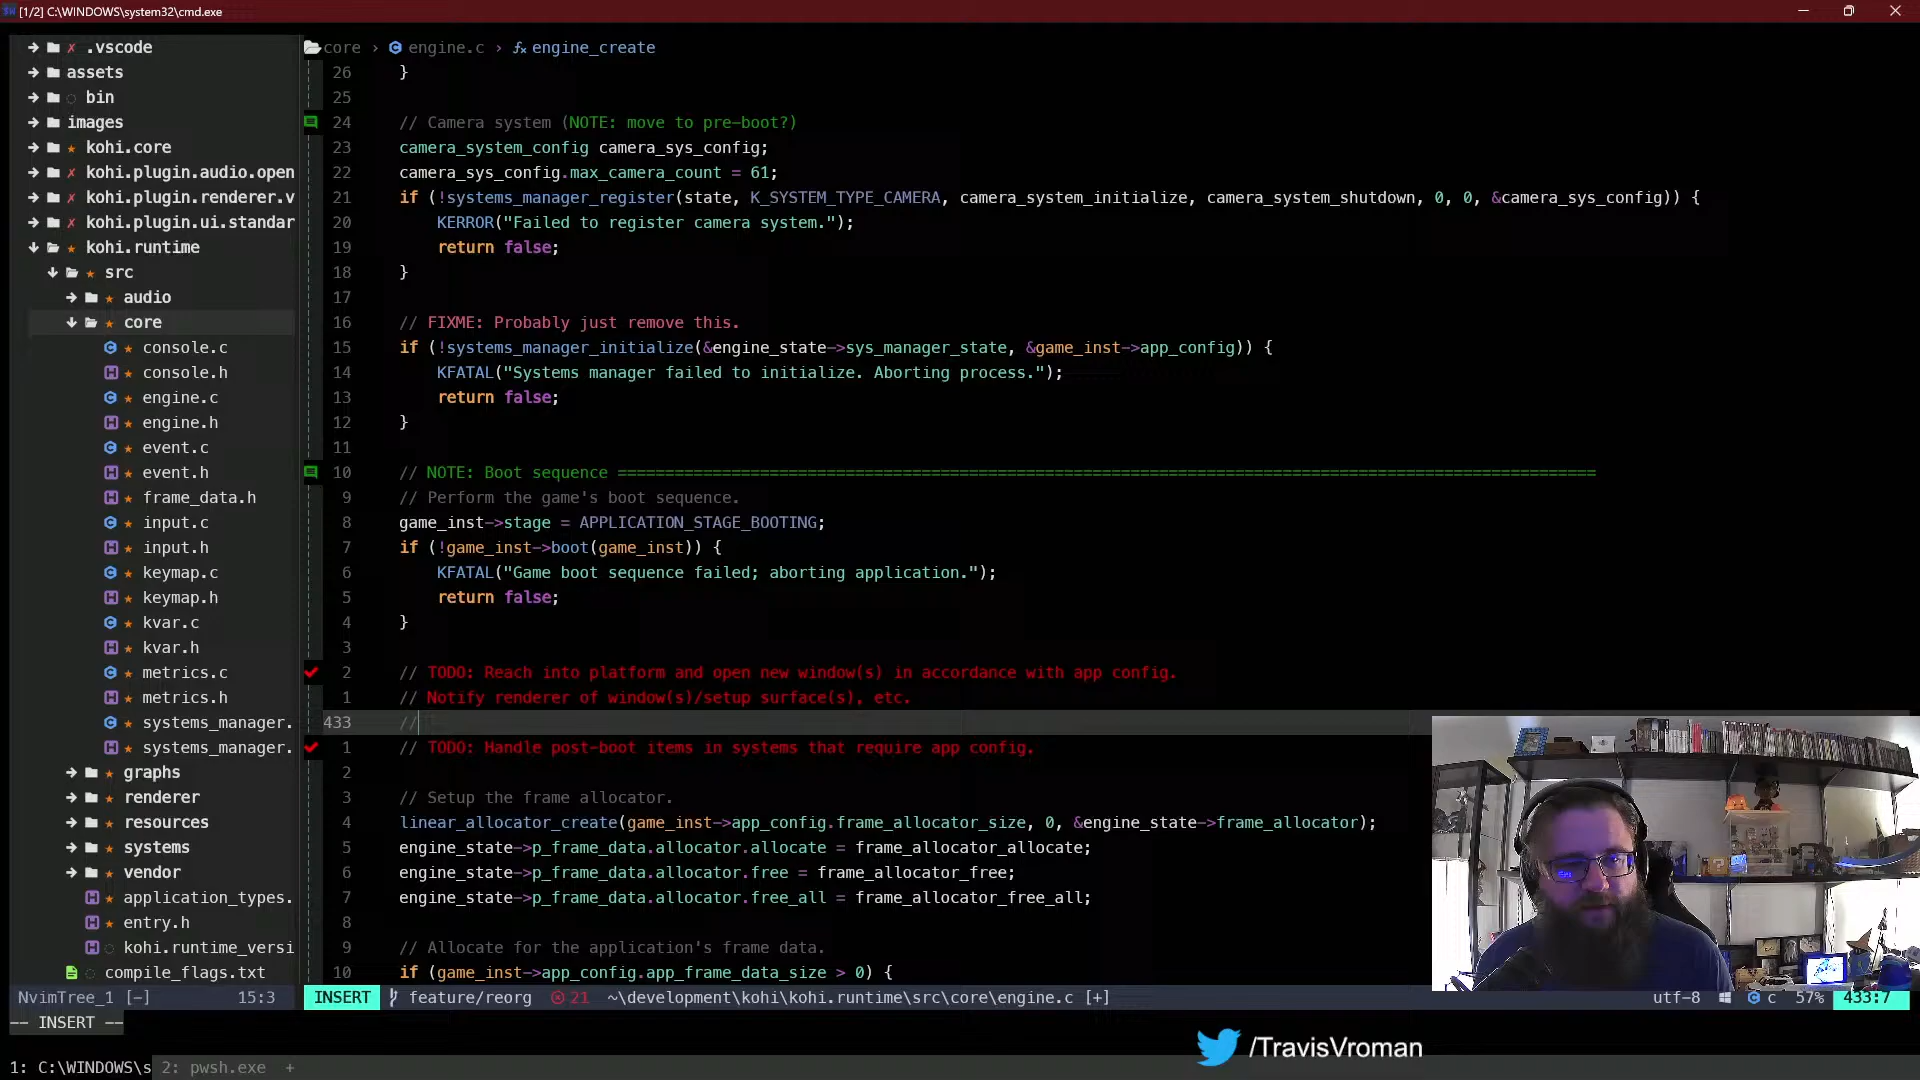 [1/2] C:\WINDOWS\system32\cmd.exe
.vscode
assets
bin
images
kohi.core
kohi.plugin.audio.open
kohi.plugin.renderer.v
kohi.plugin.ui.standar
kohi.runtime
src
audio
core
console.c
console.h
engine.c
engine.h
event.c
event.h
frame_data.h
input.c
input.h
keymap.c
keymap.h
kvar.c
kvar.h
metrics.c
metrics.h
systems_manager.
systems_manager.
graphs
renderer
resources
systems
vendor
application_types.
entry.h
kohi.runtime_versi
compile_flags.txt
NvimTree_1 [-] 15:3
core › engine.c › engine_create
26 }
25
24 // Camera system (NOTE: move to pre-boot?)
23 camera_system_config camera_sys_config;
22 camera_sys_config.max_camera_count = 61;
21 if (!systems_manager_register(state, K_SYSTEM_TYPE_CAMERA, camera_system_initialize, camera_system_shutdown, 0, 0, &camera_sys_config)) {
20 KERROR("Failed to register camera system.");
19 return false;
18 }
17
16 // FIXME: Probably just remove this.
15 if (!systems_manager_initialize(&engine_state->sys_manager_state, &game_inst->app_config)) {
14 KFATAL("Systems manager failed to initialize. Aborting process.");
13 return false;
12 }
11
10 // NOTE: Boot sequence =======================================================================================================
9 // Perform the game's boot sequence.
8 game_inst->stage = APPLICATION_STAGE_BOOTING;
7 if (!game_inst->boot(game_inst)) {
6 KFATAL("Game boot sequence failed; aborting application.");
5 return false;
4 }
3
2 // TODO: Reach into platform and open new window(s) in accordance with app config.
1 // Notify renderer of window(s)/setup surface(s), etc.
433 //
1 // TODO: Handle post-boot items in systems that require app config.
2
3 // Setup the frame allocator.
4 linear_allocator_create(game_inst->app_config.frame_allocator_size, 0, &engine_state->frame_allocator);
5 engine_state->p_frame_data.allocator.allocate = frame_allocator_allocate;
6 engine_state->p_frame_data.allocator.free = frame_allocator_free;
7 engine_state->p_frame_data.allocator.free_all = frame_allocator_free_all;
8
9 // Allocate for the application's frame data.
10 if (game_inst->app_config.app_frame_data_size > 0) {
INSERT feature/reorg 21 ~\development\kohi\kohi.runtime\src\core\engine.c [+] utf-8 c 57% 433:7
-- INSERT --
/TravisVroman
1: C:\WINDOWS\s 2: pwsh.exe +